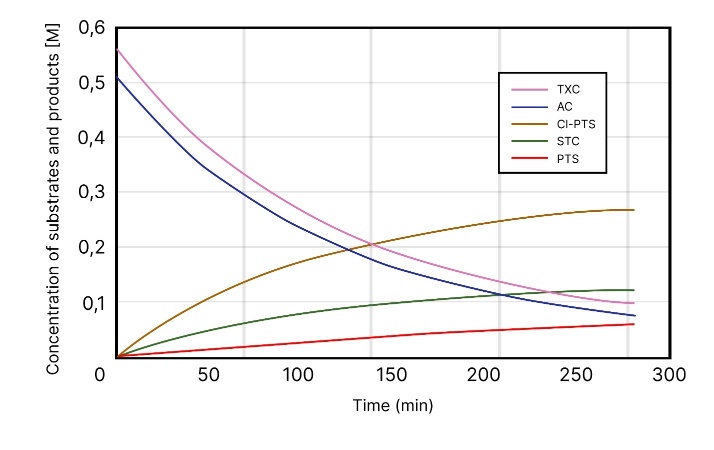 Concentration of substrates and products [M]
0,6
0,5
0,4
0,3
0,2
0,1
TXC
AC
CI-PTS
STC
PTS
0 50 100 150 200 250 300
Time (min)